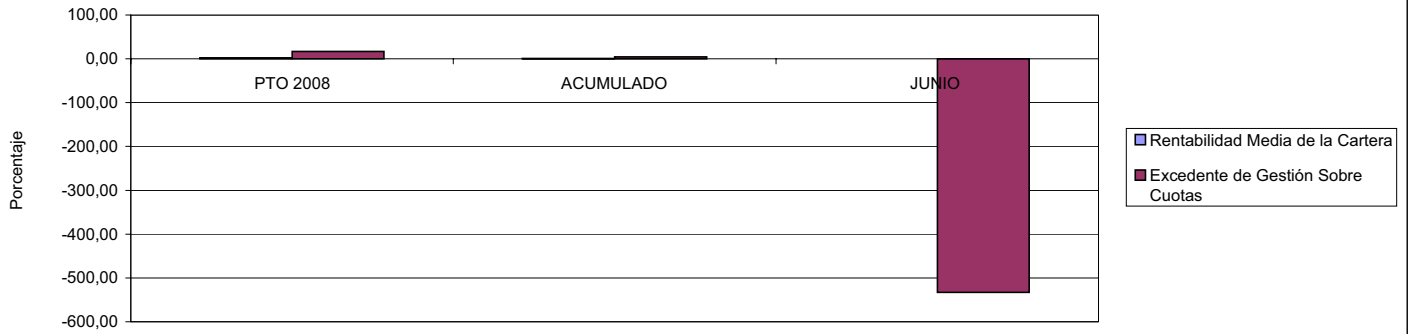 100,00
0,00
-100,00
-200,00
-300,00
-400,00
-500,00
-600,00
Porcentaje
PTO 2008
ACUMULADO
JUNIO
Rentabilidad Media de la Cartera
Excedente de Gestión Sobre
Cuotas